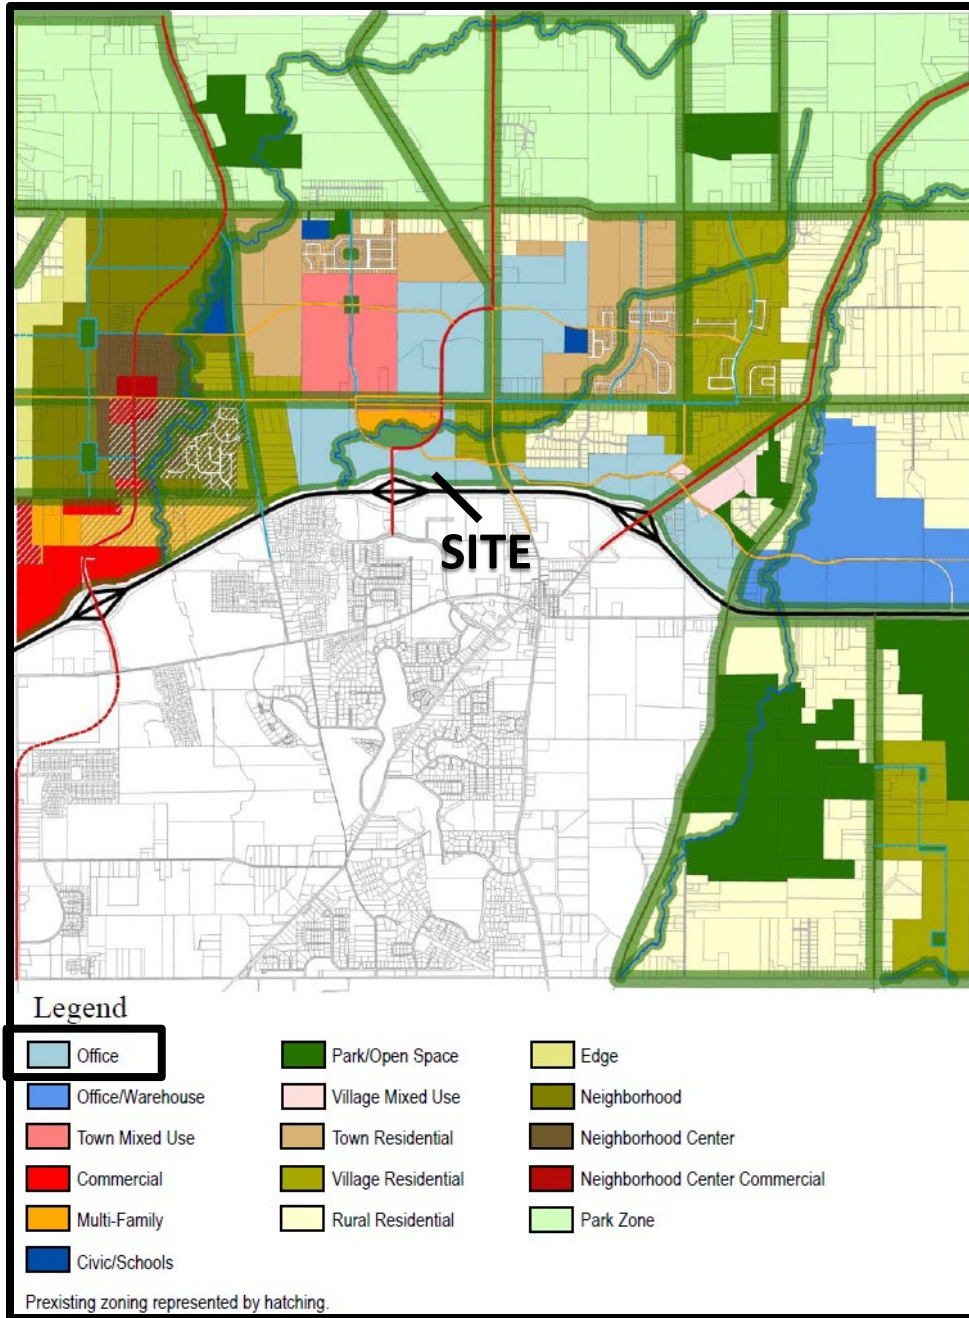 SITE
Legend
Office
Park/Open Space
Edge
Office/Warehouse
Village Mixed Use
Neighborhood
Town Mixed Use
Town Residential
Neighborhood Center
Commercial
Village Residential
Neighborhood Center Commercial
Multi-Family
Rural Residential
Park Zone
Civic/Schools
Prexisting zoning represented by hatching.